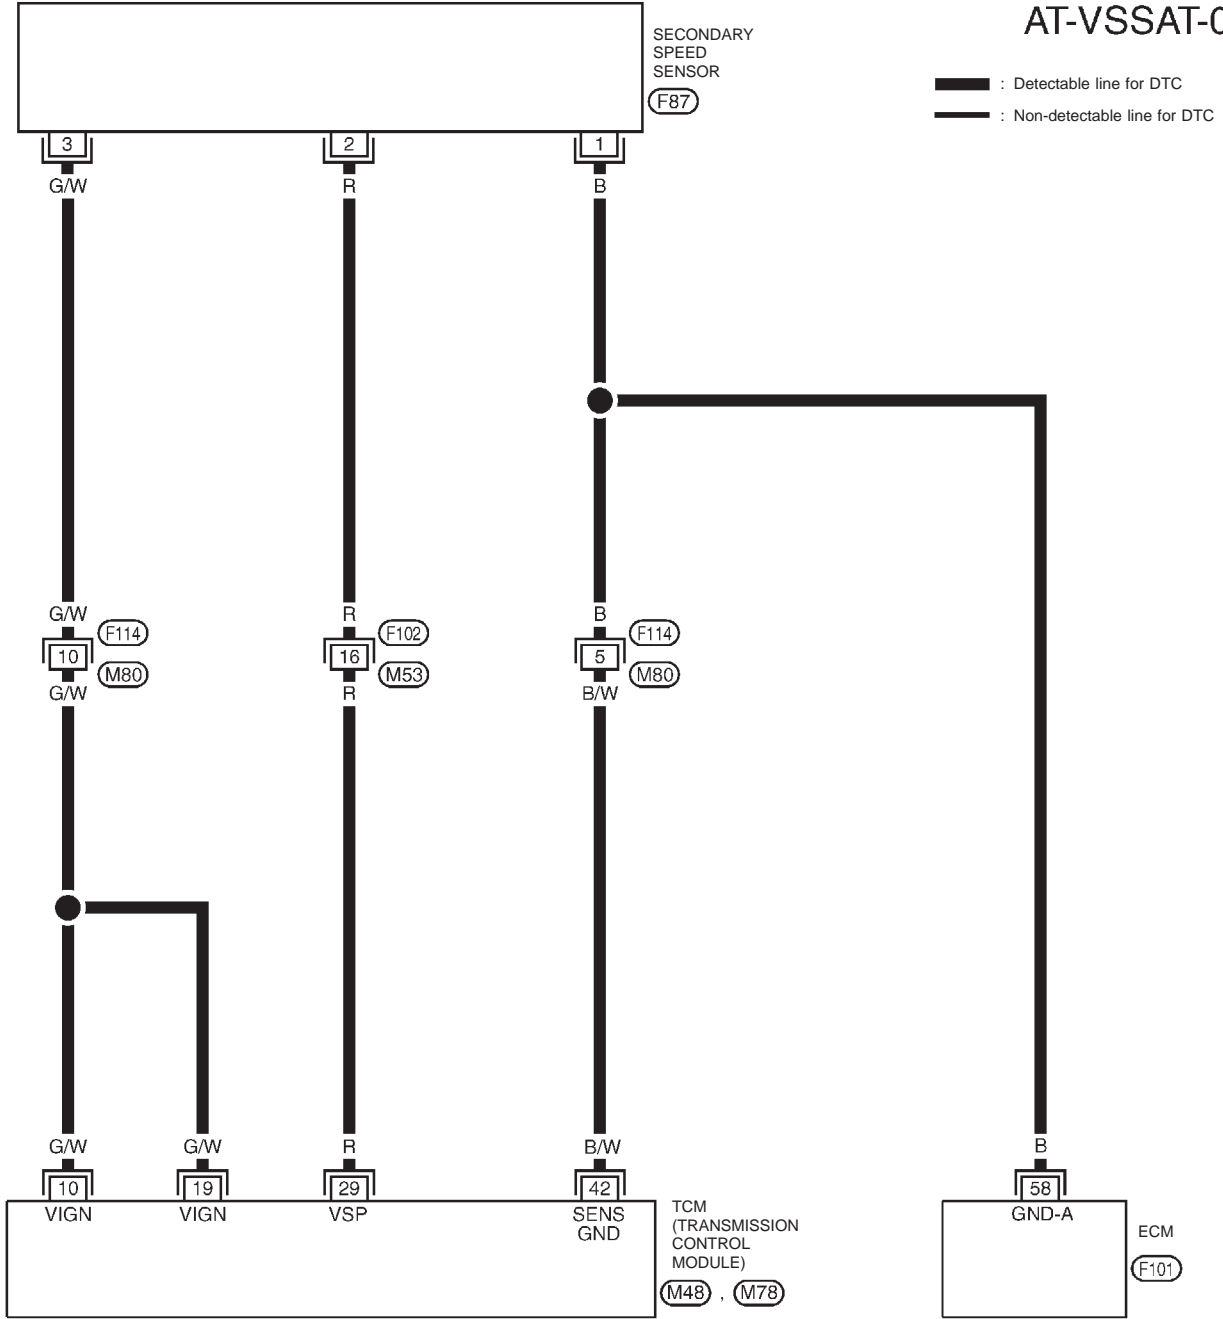 AT-VSSAT-0
SECONDARY
SPEED
SENSOR
F87
: Detectable line for DTC
: Non-detectable line for DTC
3
2
1
G/W
R
B
G/W
R
B
F114
F102
F114
10
16
5
M80
M53
M80
G/W
R
B/W
G/W
G/W
R
B/W
B
10
19
29
42
58
VIGN
VIGN
VSP
SENS
GND
GND-A
TCM
(TRANSMISSION
CONTROL
MODULE)
M48 , M78
ECM
F101